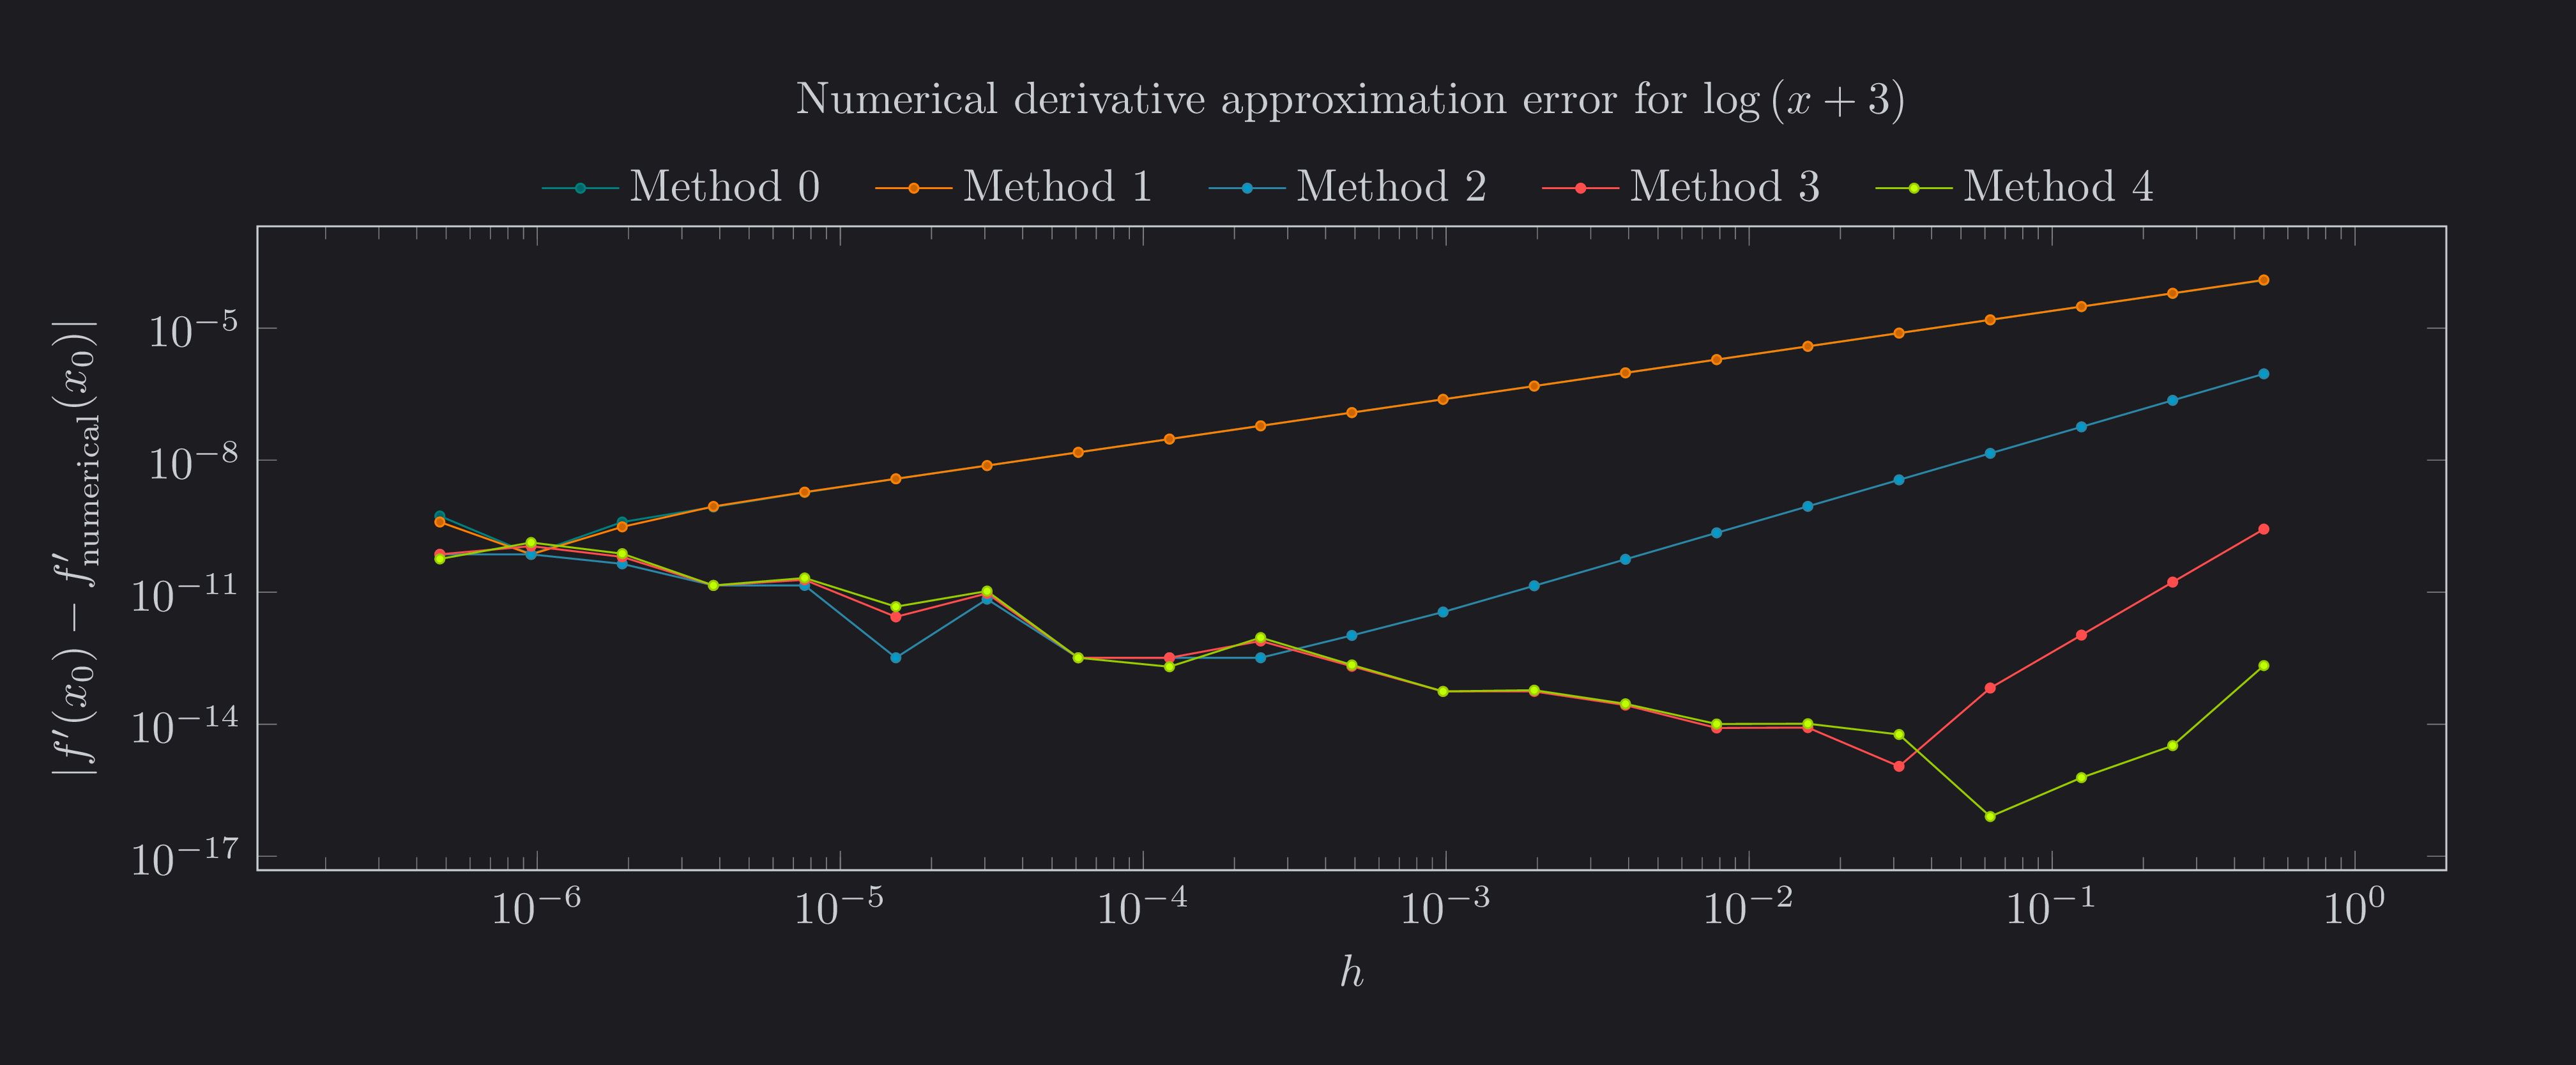 Numerical derivative approximation error for log (x + 3)
Method 0 Method 1 Method 2 Method 3 Method 4
|f′(x₀) − f′numerical(x₀)|
10⁻⁵
10⁻⁸
10⁻¹¹
10⁻¹⁴
10⁻¹⁷
10⁻⁶ 10⁻⁵ 10⁻⁴ 10⁻³ 10⁻² 10⁻¹ 10⁰
h